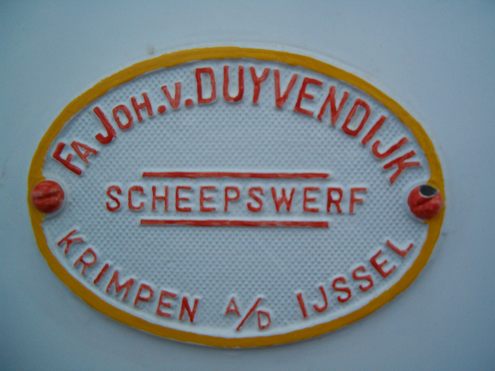 FA JOH. v. DUYVENDIJK
SCHEEPSWERF
KRIMPEN A/D IJSSEL